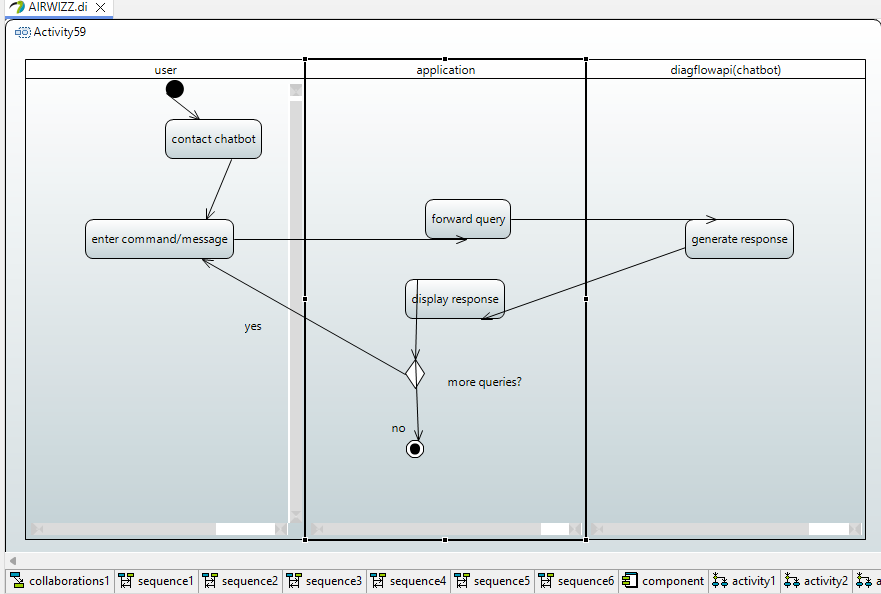 AIRWIZZ.di
Activity59
user
application
diagflowapi(chatbot)
contact chatbot
forward query
enter command/message
generate response
display response
yes
more queries?
no
collaborations1
sequence1
sequence2
sequence3
sequence4
sequence5
sequence6
component
activity1
activity2
a